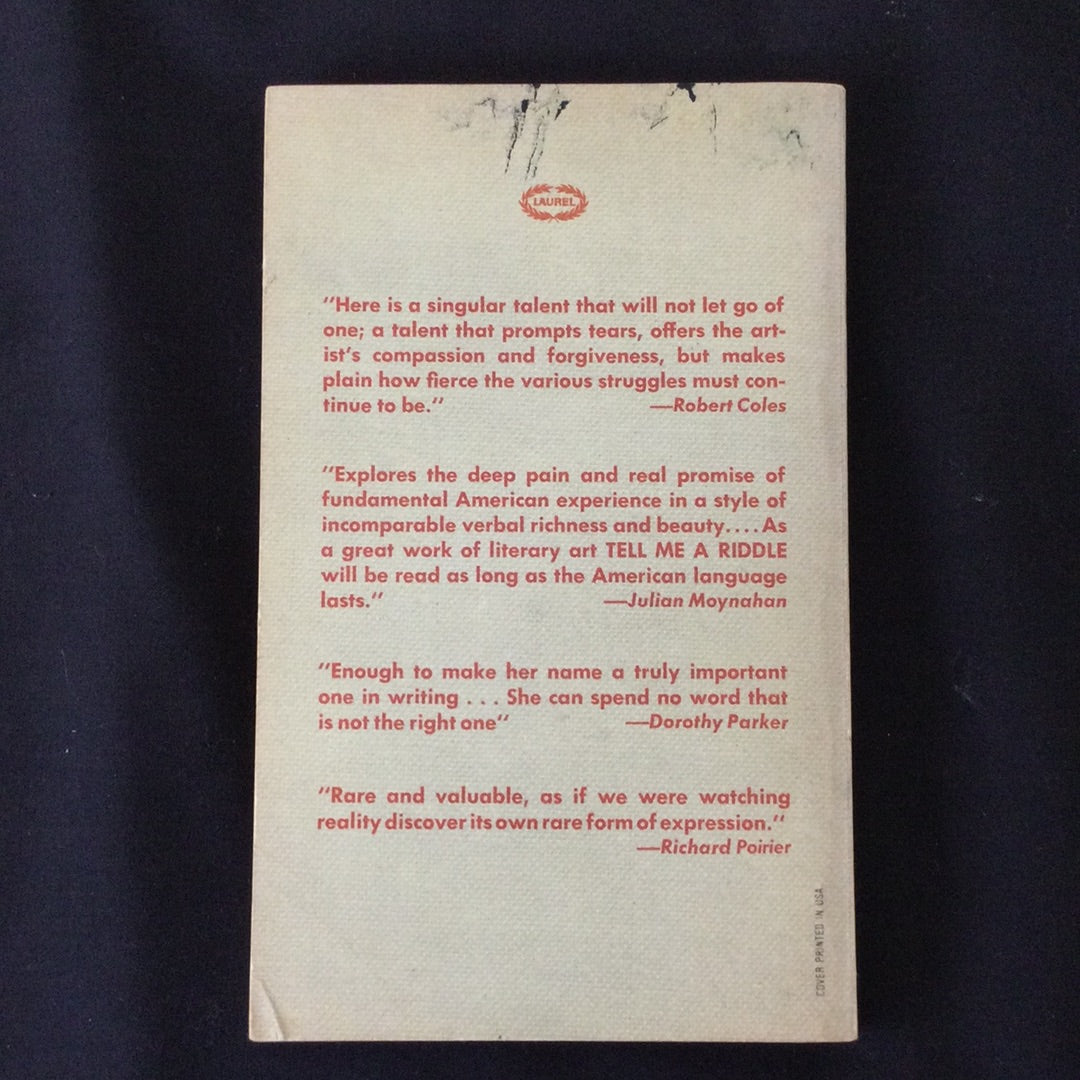 LAUREL
"Here is a singular talent that will not let go of
one; a talent that prompts tears, offers the art-
ist's compassion and forgiveness, but makes
plain how fierce the various struggles must con-
tinue to be." —Robert Coles
"Explores the deep pain and real promise of
fundamental American experience in a style of
incomparable verbal richness and beauty.... As
a great work of literary art TELL ME A RIDDLE
will be read as long as the American language
lasts." —Julian Moynahan
"Enough to make her name a truly important
one in writing . . . She can spend no word that
is not the right one" —Dorothy Parker
"Rare and valuable, as if we were watching
reality discover its own rare form of expression."
—Richard Poirier
COVER PRINTED IN USA